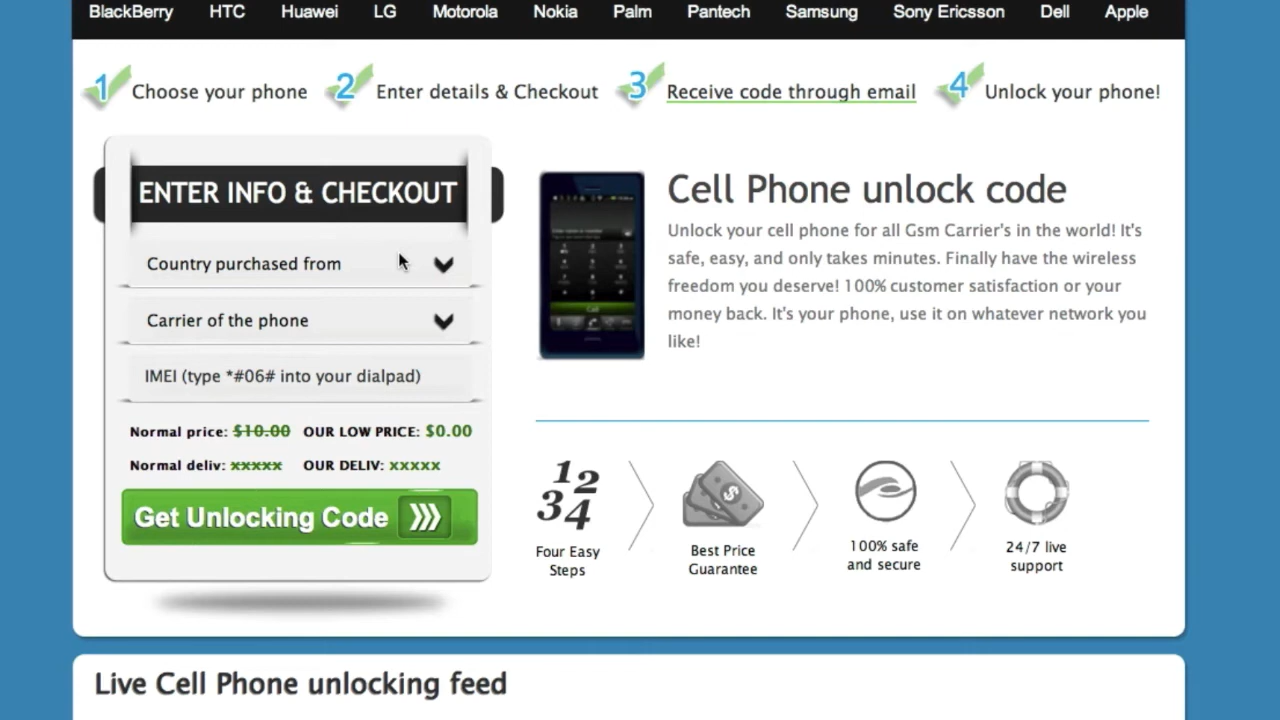 BlackBerry HTC Huawei LG Motorola Nokia Palm Pantech Samsung Sony Ericsson Dell Apple
1 Choose your phone 2 Enter details & Checkout 3 Receive code through email 4 Unlock your phone!
ENTER INFO & CHECKOUT
Country purchased from
Carrier of the phone
IMEI (type *#06# into your dialpad)
Normal price: $10.00 OUR LOW PRICE: $0.00
Normal deliv: xxxxx OUR DELIV: xxxxx
Get Unlocking Code
Cell Phone unlock code
Unlock your cell phone for all Gsm Carrier's in the world! It's
safe, easy, and only takes minutes. Finally have the wireless
freedom you deserve! 100% customer satisfaction or your
money back. It's your phone, use it on whatever network you
like!
1 2
3 4
Four Easy
Steps
Best Price
Guarantee
100% safe
and secure
24/7 live
support
Live Cell Phone unlocking feed